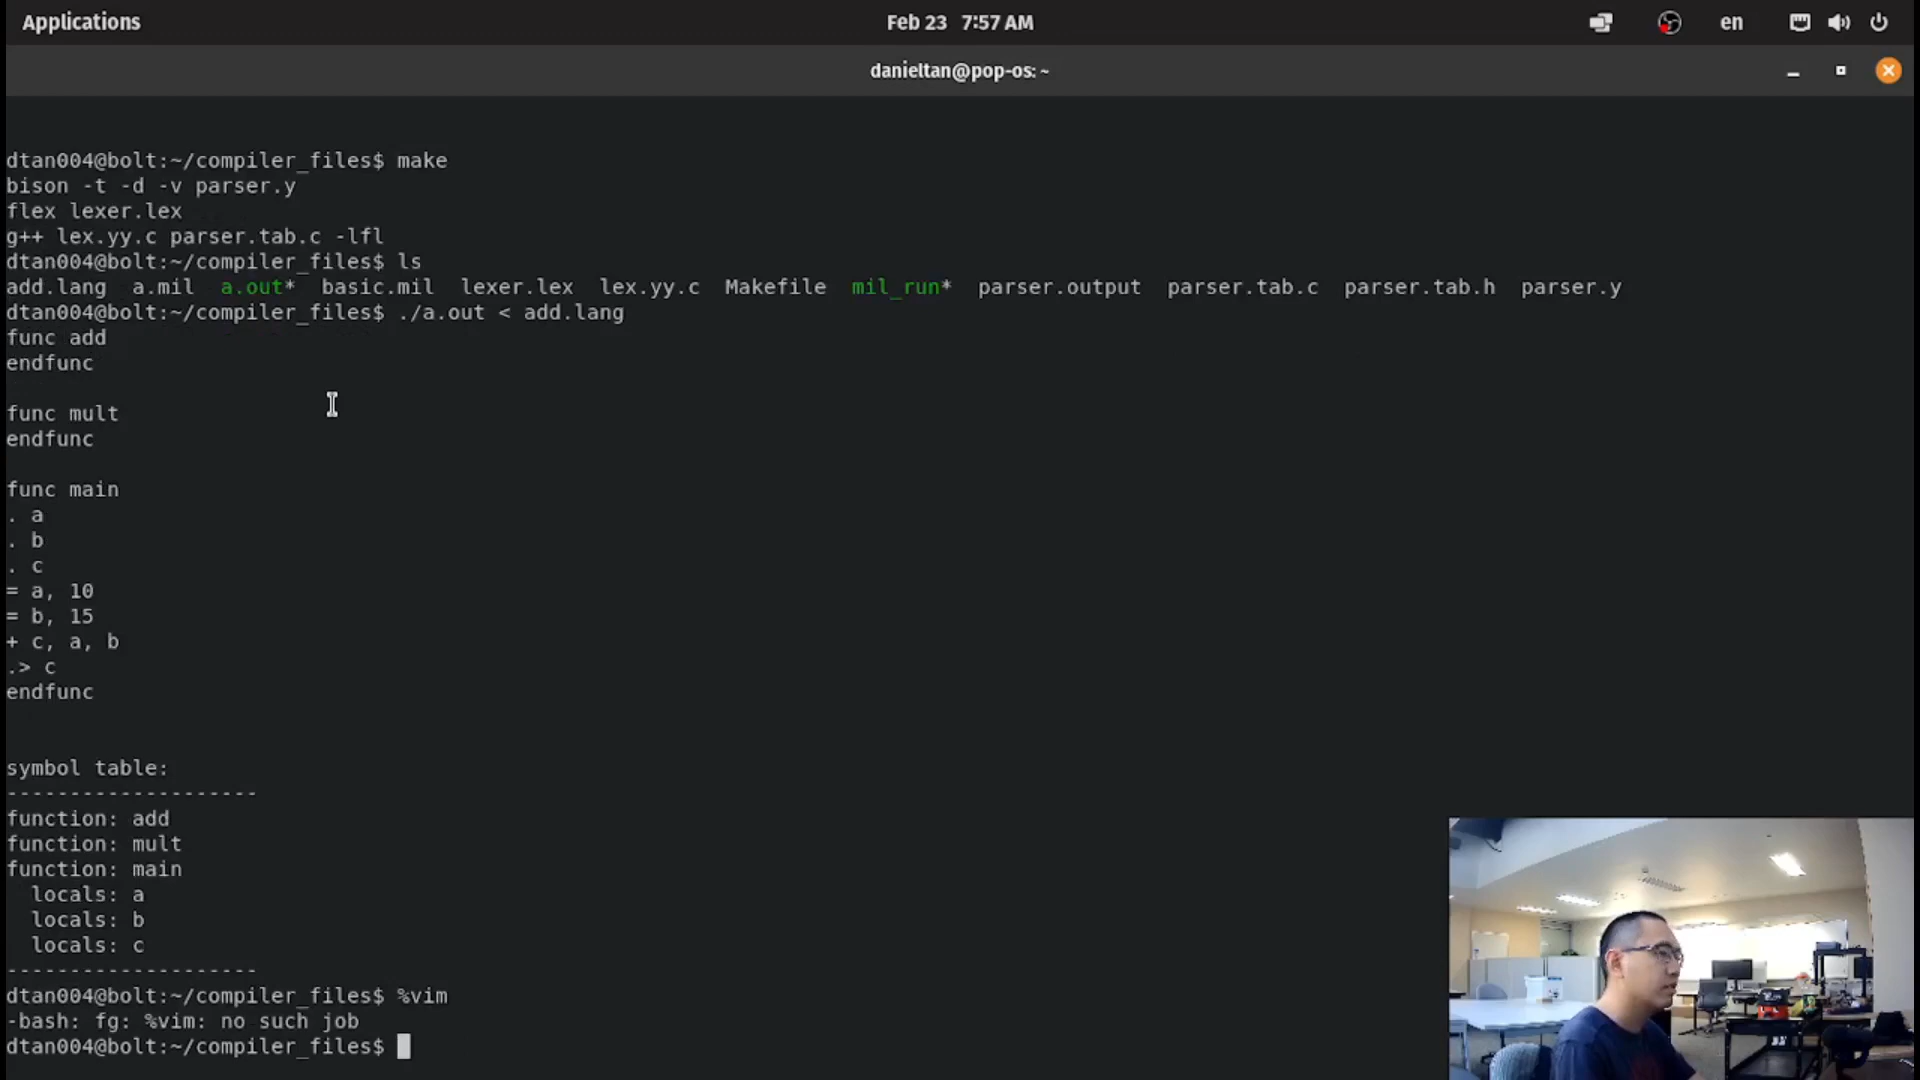 Applications
Feb 23 7:57 AM
en
danieltan@pop-os: ~
dtan004@bolt:~/compiler_files$ make
bison -t -d -v parser.y
flex lexer.lex
g++ lex.yy.c parser.tab.c -lfl
dtan004@bolt:~/compiler_files$ ls
add.lang  a.mil  a.out*  basic.mil  lexer.lex  lex.yy.c  Makefile  mil_run*  parser.output  parser.tab.c  parser.tab.h  parser.y
dtan004@bolt:~/compiler_files$ ./a.out < add.lang
func add
endfunc
func mult
endfunc
func main
. a
. b
. c
= a, 10
= b, 15
+ c, a, b
.> c
endfunc
symbol table:
--------------------
function: add
function: mult
function: main
  locals: a
  locals: b
  locals: c
--------------------
dtan004@bolt:~/compiler_files$ %vim
-bash: fg: %vim: no such job
dtan004@bolt:~/compiler_files$